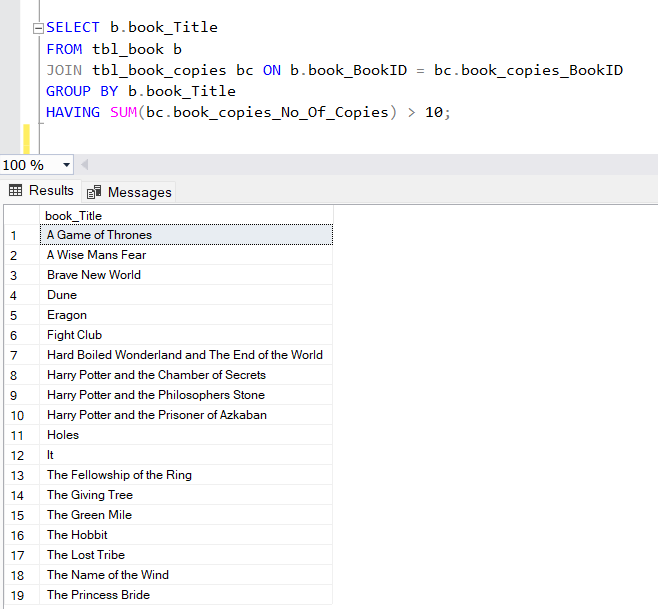 SELECT b.book_Title
FROM tbl_book b
JOIN tbl_book_copies bc ON b.book_BookID = bc.book_copies_BookID
GROUP BY b.book_Title
HAVING SUM(bc.book_copies_No_Of_Copies) > 10;
100 %
Results Messages
book_Title
1 A Game of Thrones
2 A Wise Mans Fear
3 Brave New World
4 Dune
5 Eragon
6 Fight Club
7 Hard Boiled Wonderland and The End of the World
8 Harry Potter and the Chamber of Secrets
9 Harry Potter and the Philosophers Stone
10 Harry Potter and the Prisoner of Azkaban
11 Holes
12 It
13 The Fellowship of the Ring
14 The Giving Tree
15 The Green Mile
16 The Hobbit
17 The Lost Tribe
18 The Name of the Wind
19 The Princess Bride